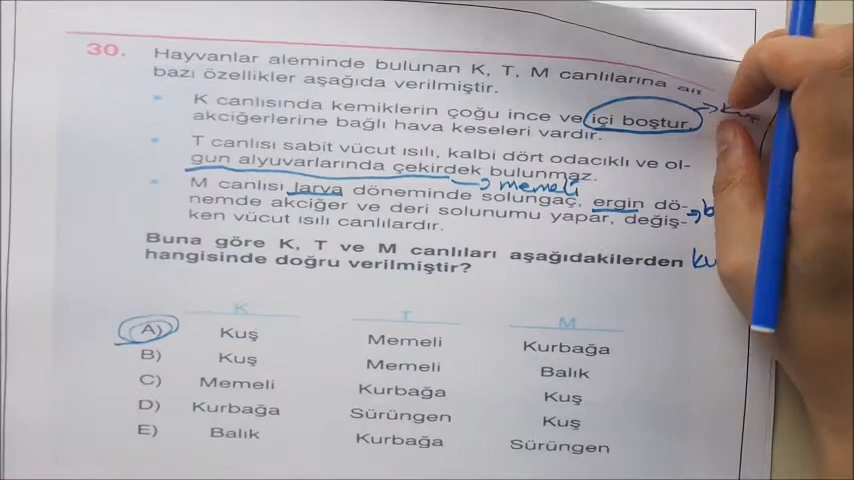 30. Hayvanlar aleminde bulunan K, T, M canlılarına ait
bazı özellikler aşağıda verilmiştir.
• K canlısında kemiklerin çoğu ince ve içi boştur,
akciğerlerine bağlı hava keseleri vardır.
• T canlısı sabit vücut ısılı, kalbi dört odacıklı ve ol-
gun alyuvarlarında çekirdek bulunmaz.
memeli
• M canlısı larva döneminde solungaç, ergin dö-
nemde akciğer ve deri solunumu yapar, değiş-
ken vücut ısılı canlılardır.
Buna göre K, T ve M canlıları aşağıdakilerden
hangisinde doğru verilmiştir?
K T M
A) Kuş Memeli Kurbağa
B) Kuş Memeli Balık
C) Memeli Kurbağa Kuş
D) Kurbağa Sürüngen Kuş
E) Balık Kurbağa Sürüngen